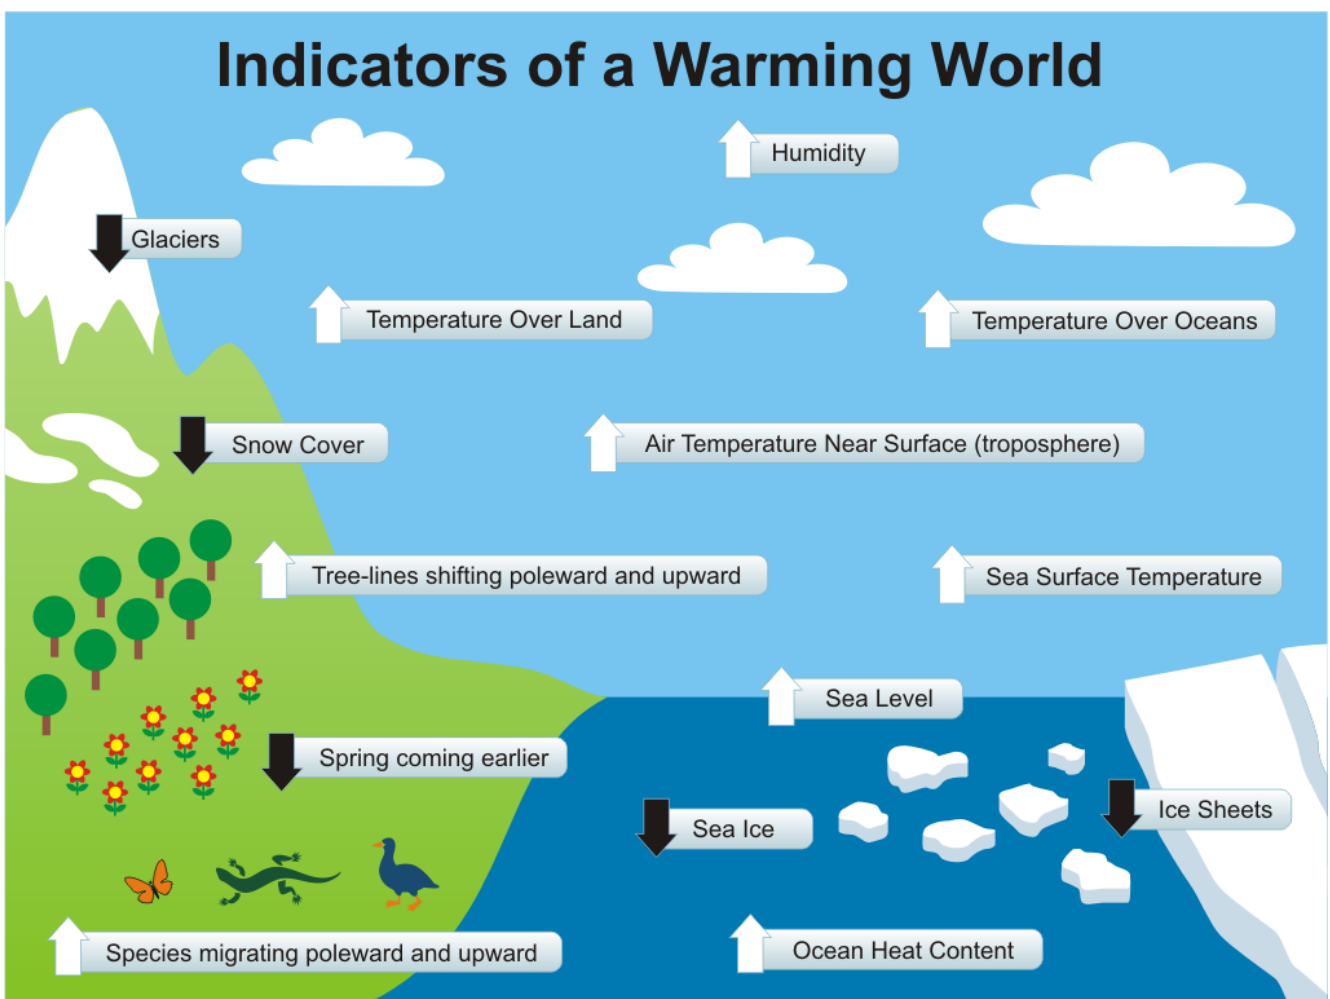 Indicators of a Warming World
Humidity
Glaciers
Temperature Over Land
Temperature Over Oceans
Snow Cover
Air Temperature Near Surface (troposphere)
Tree-lines shifting poleward and upward
Sea Surface Temperature
Sea Level
Spring coming earlier
Sea Ice
Ice Sheets
Species migrating poleward and upward
Ocean Heat Content